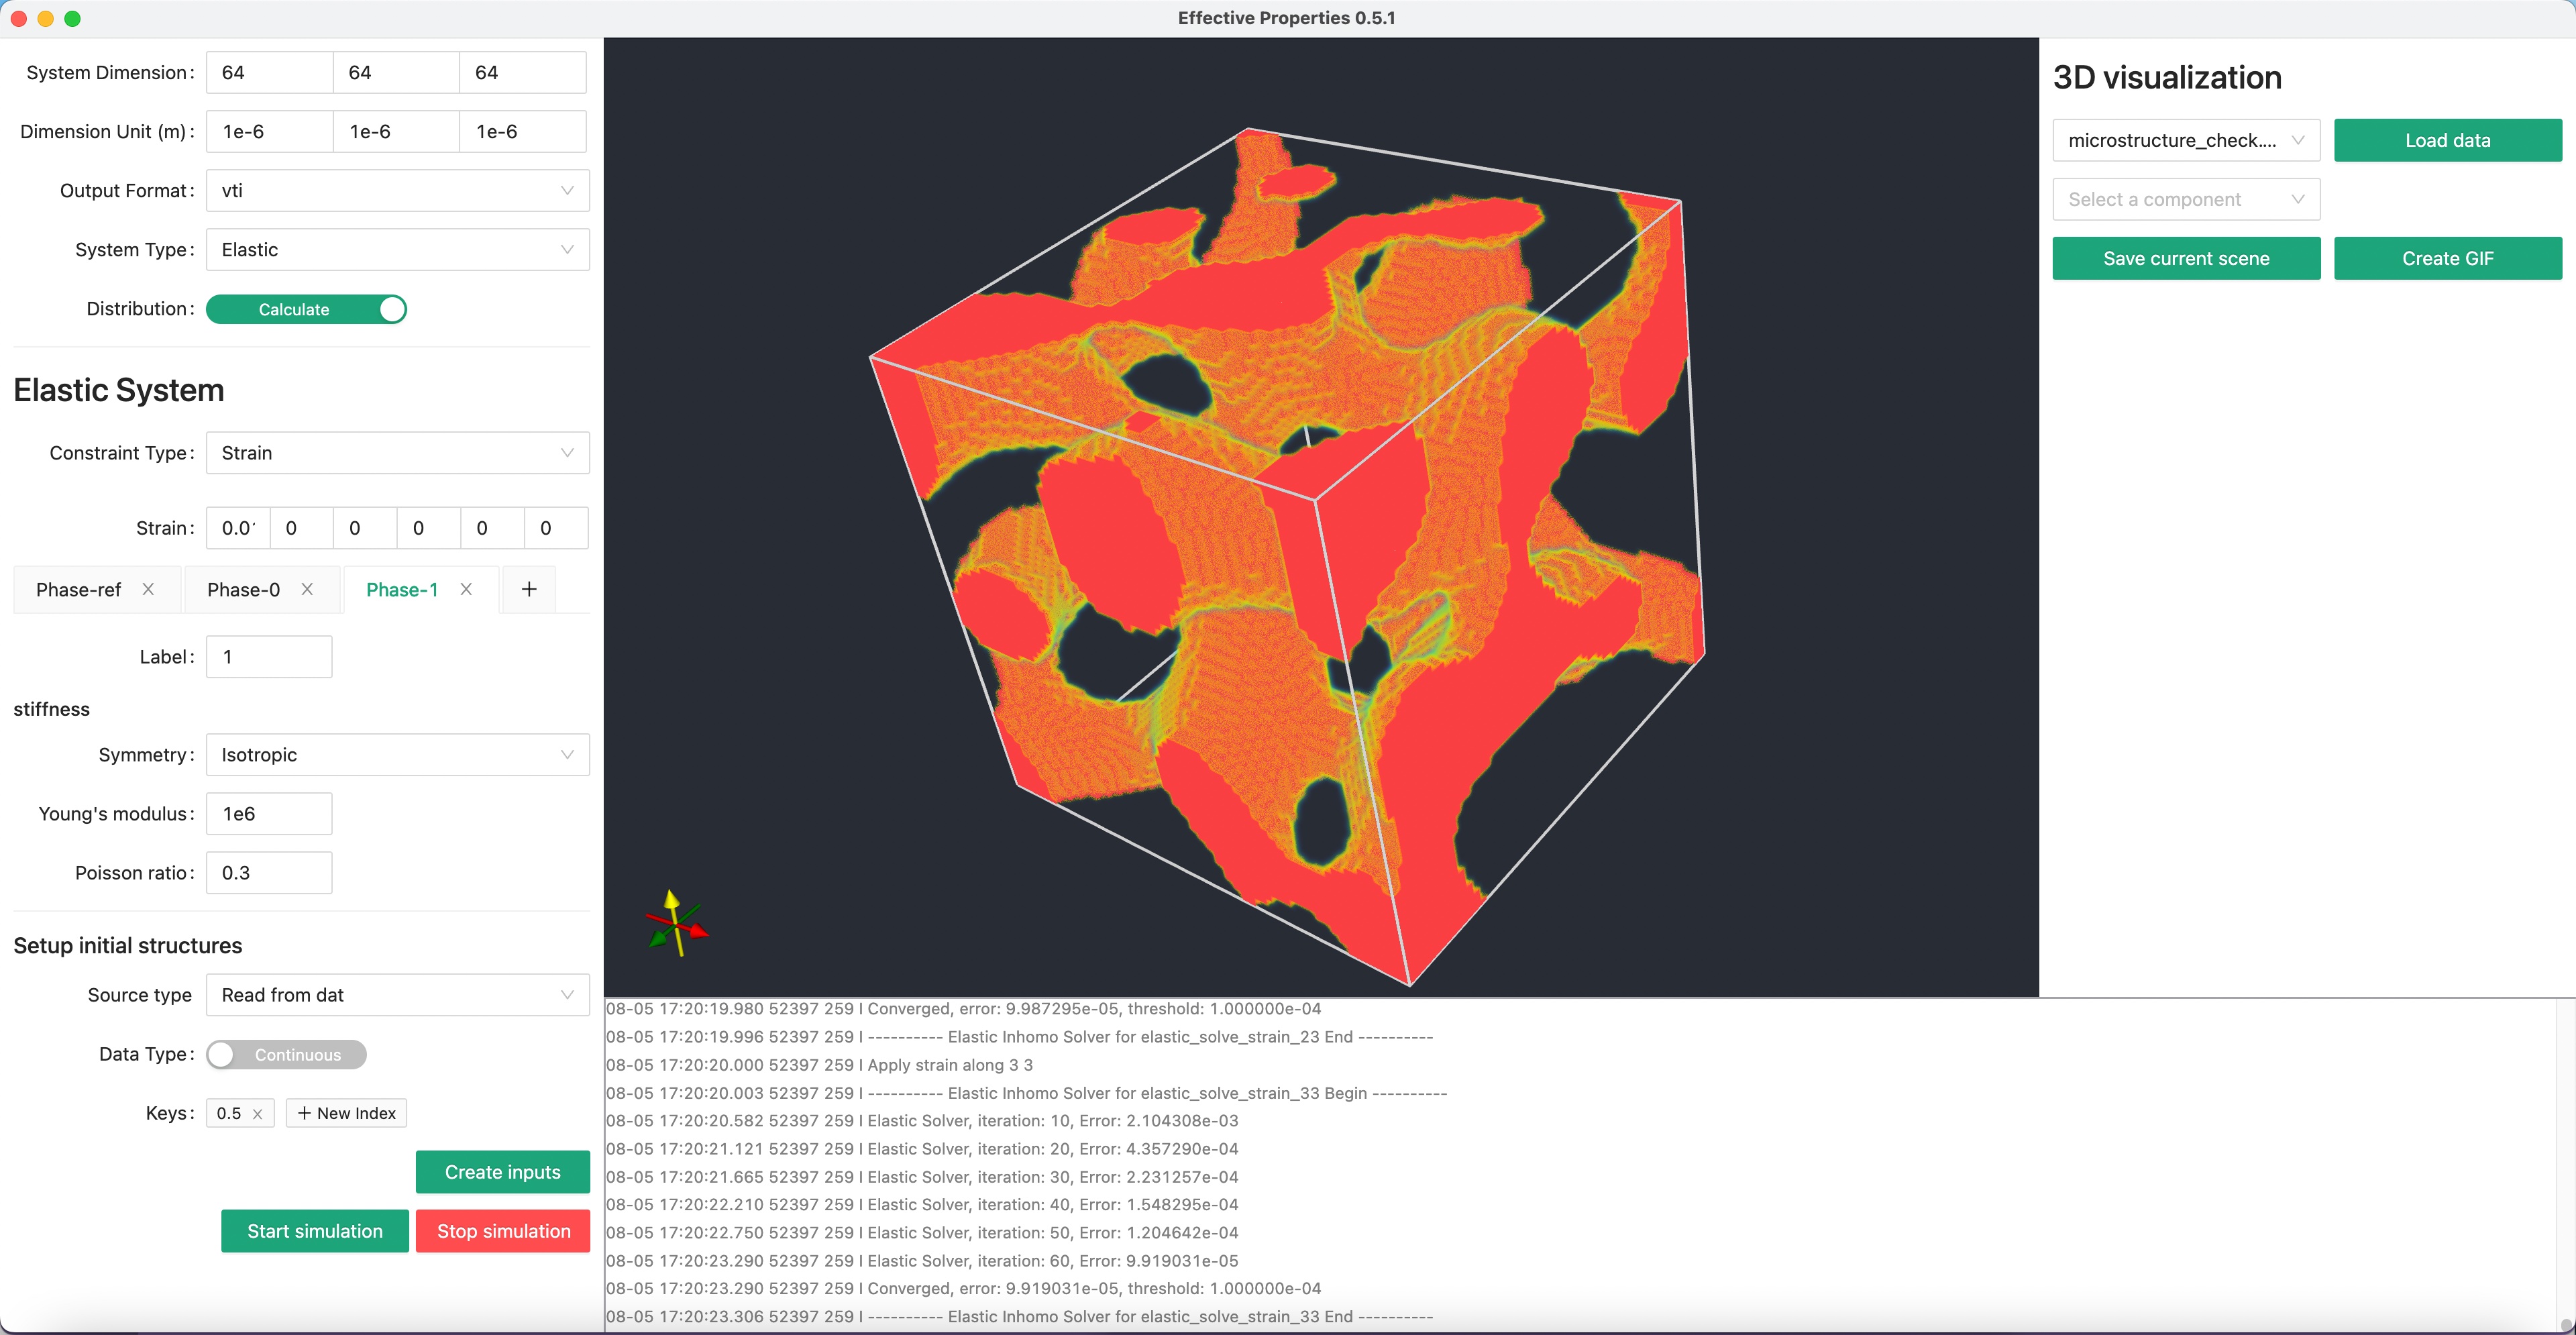 Effective Properties 0.5.1
System Dimension: 64 64 64
Dimension Unit (m): 1e-6 1e-6 1e-6
Output Format: vti
System Type: Elastic
Distribution: Calculate
Elastic System
Constraint Type: Strain
Strain: 0.01 0 0 0 0 0
Phase-ref Phase-0 Phase-1 +
Label: 1
stiffness
Symmetry: Isotropic
Young's modulus: 1e6
Poisson ratio: 0.3
Setup initial structures
Source type Read from dat
Data Type: Continuous
Keys: 0.5 + New Index
Create inputs
Start simulation Stop simulation
08-05 17:20:19.980 52397 259 I Converged, error: 9.987295e-05, threshold: 1.000000e-04
08-05 17:20:19.996 52397 259 I ---------- Elastic Inhomo Solver for elastic_solve_strain_23 End ----------
08-05 17:20:20.000 52397 259 I Apply strain along 3 3
08-05 17:20:20.003 52397 259 I ---------- Elastic Inhomo Solver for elastic_solve_strain_33 Begin ----------
08-05 17:20:20.582 52397 259 I Elastic Solver, iteration: 10, Error: 2.104308e-03
08-05 17:20:21.121 52397 259 I Elastic Solver, iteration: 20, Error: 4.357290e-04
08-05 17:20:21.665 52397 259 I Elastic Solver, iteration: 30, Error: 2.231257e-04
08-05 17:20:22.210 52397 259 I Elastic Solver, iteration: 40, Error: 1.548295e-04
08-05 17:20:22.750 52397 259 I Elastic Solver, iteration: 50, Error: 1.204642e-04
08-05 17:20:23.290 52397 259 I Elastic Solver, iteration: 60, Error: 9.919031e-05
08-05 17:20:23.290 52397 259 I Converged, error: 9.919031e-05, threshold: 1.000000e-04
08-05 17:20:23.306 52397 259 I ---------- Elastic Inhomo Solver for elastic_solve_strain_33 End ----------
3D visualization
microstructure_check.... Load data
Select a component
Save current scene Create GIF